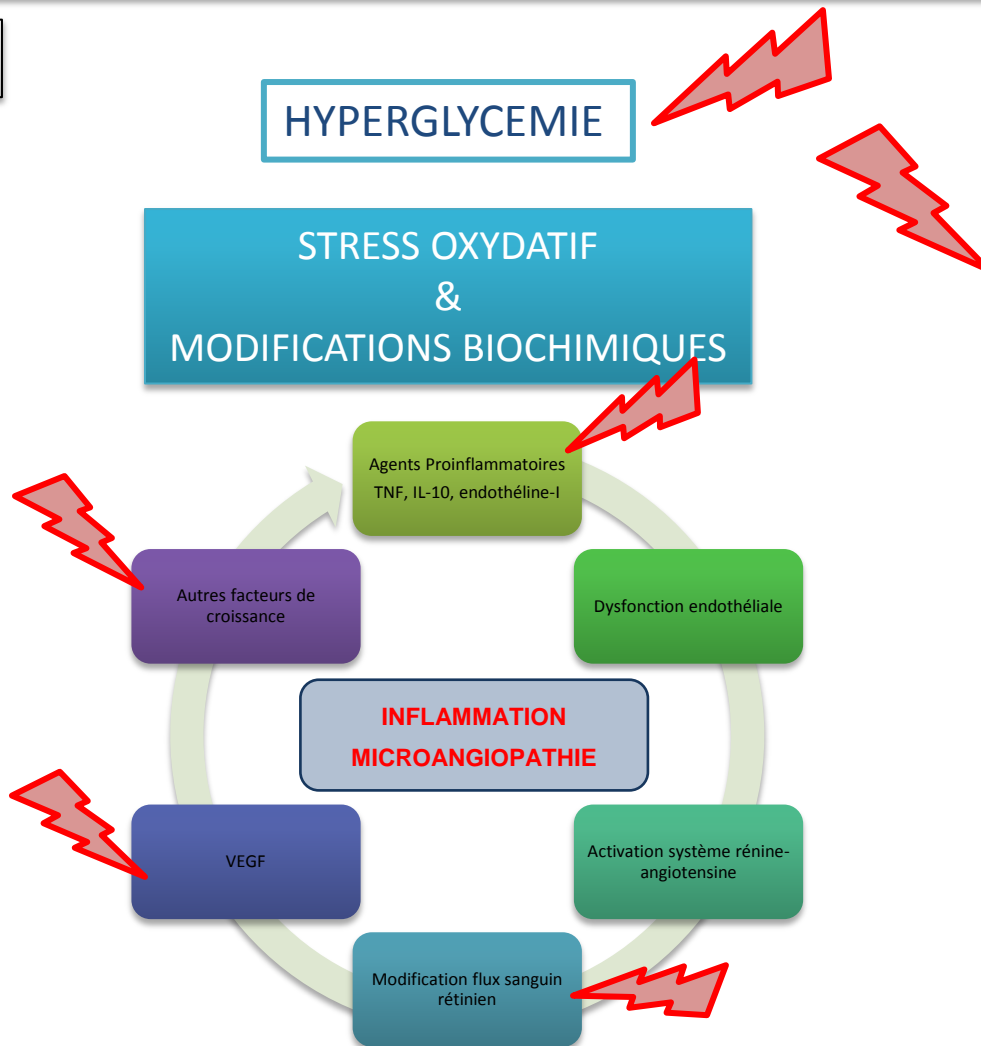 HYPERGLYCEMIE
STRESS OXYDATIF
&
MODIFICATIONS BIOCHIMIQUES
Agents Proinflammatoires
TNF, IL-10, endothéline-I
Autres facteurs de
croissance
Dysfonction endothéliale
INFLAMMATION
MICROANGIOPATHIE
VEGF
Activation système rénine-
angiotensine
Modification flux sanguin
rétinien